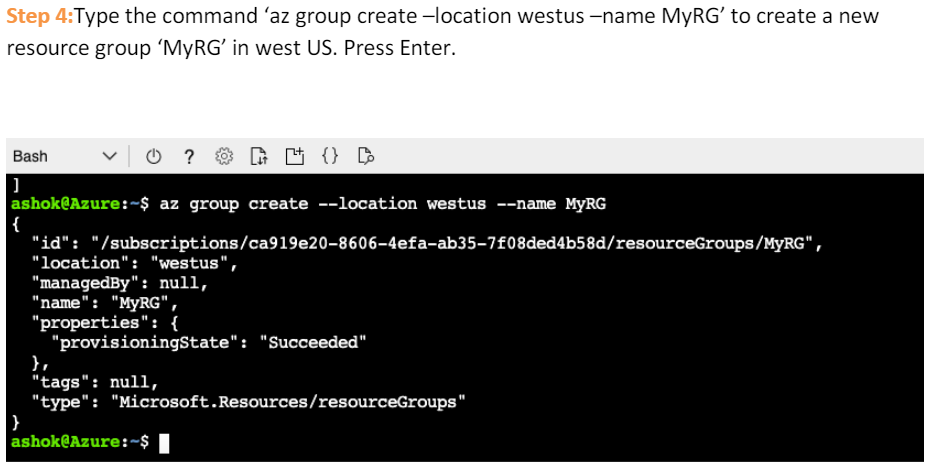 Step 4:Type the command ‘az group create –location westus –name MyRG’ to create a new
resource group ‘MyRG’ in west US. Press Enter.
Bash ? {}
]
ashok@Azure:~$ az group create --location westus --name MyRG
{
  "id": "/subscriptions/ca919e20-8606-4efa-ab35-7f08ded4b58d/resourceGroups/MyRG",
  "location": "westus",
  "managedBy": null,
  "name": "MyRG",
  "properties": {
    "provisioningState": "Succeeded"
  },
  "tags": null,
  "type": "Microsoft.Resources/resourceGroups"
}
ashok@Azure:~$